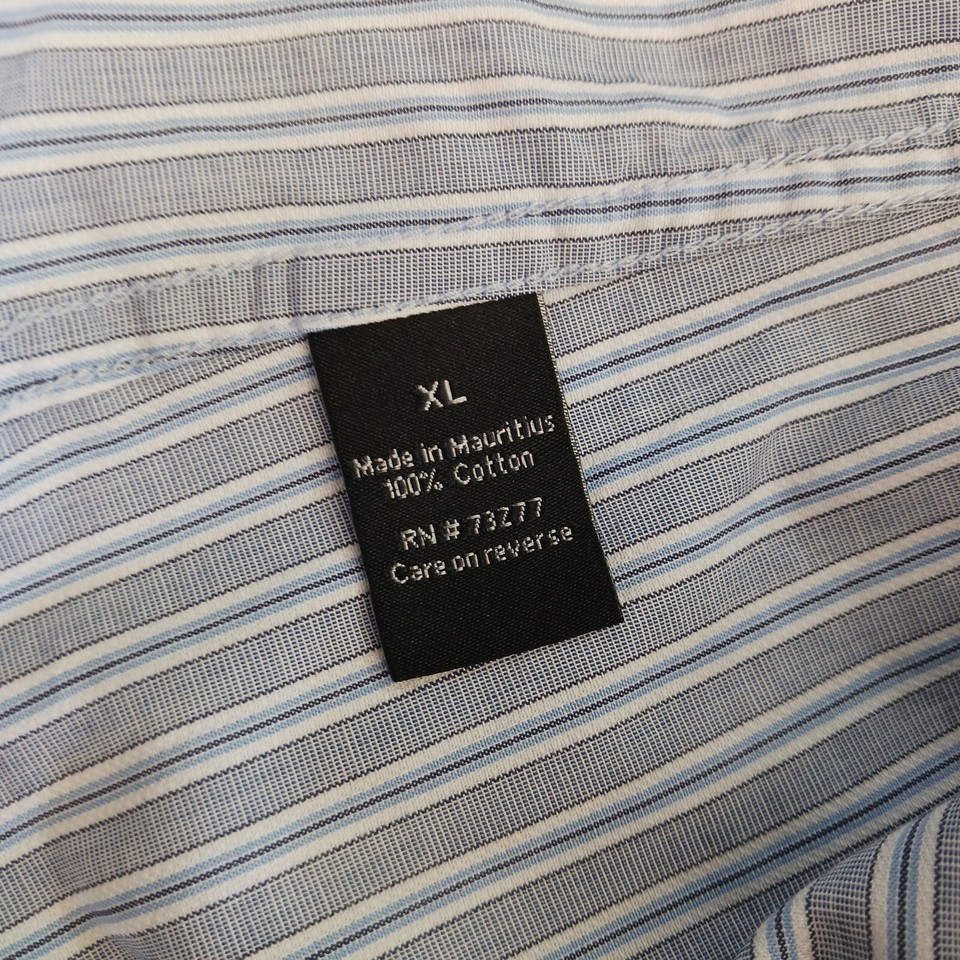 XL
Made in Mauritius
100% Cotton
RN # 73277
Care on reverse